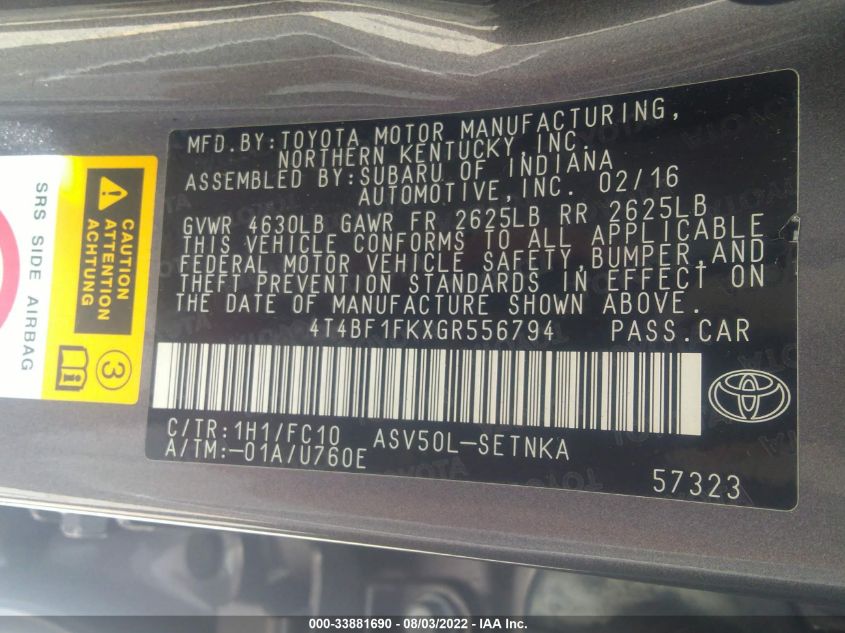 MFD.BY:TOYOTA MOTOR MANUFACTURING,
NORTHERN KENTUCKY, INC.
ASSEMBLED BY:SUBARU OF INDIANA
AUTOMOTIVE,INC. 02/16
GVWR 4630LB GAWR FR 2625LB RR 2625LB
THIS VEHICLE CONFORMS TO ALL APPLICABLE
FEDERAL MOTOR VEHICLE SAFETY,BUMPER,AND
THEFT PREVENTION STANDARDS IN EFFECT ON
THE DATE OF MANUFACTURE SHOWN ABOVE.
4T4BF1FKXGR556794 PASS.CAR
C/TR:1H1/FC10 ASV50L-SETNKA
A/TM:-01A/U760E
57323
CAUTION
ATTENTION
ACHTUNG
SRS SIDE AIRBAG
3
000-33881690 - 08/03/2022 - IAA Inc.